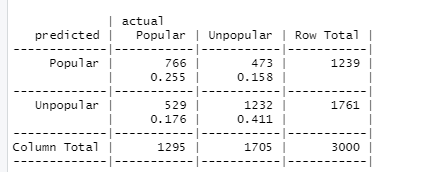 | actual
predicted | Popular | Unpopular | Row Total |
-------------|-----------|-----------|-----------|
Popular | 766 | 473 | 1239 |
| 0.255 | 0.158 | |
-------------|-----------|-----------|-----------|
Unpopular | 529 | 1232 | 1761 |
| 0.176 | 0.411 | |
-------------|-----------|-----------|-----------|
Column Total | 1295 | 1705 | 3000 |
-------------|-----------|-----------|-----------|